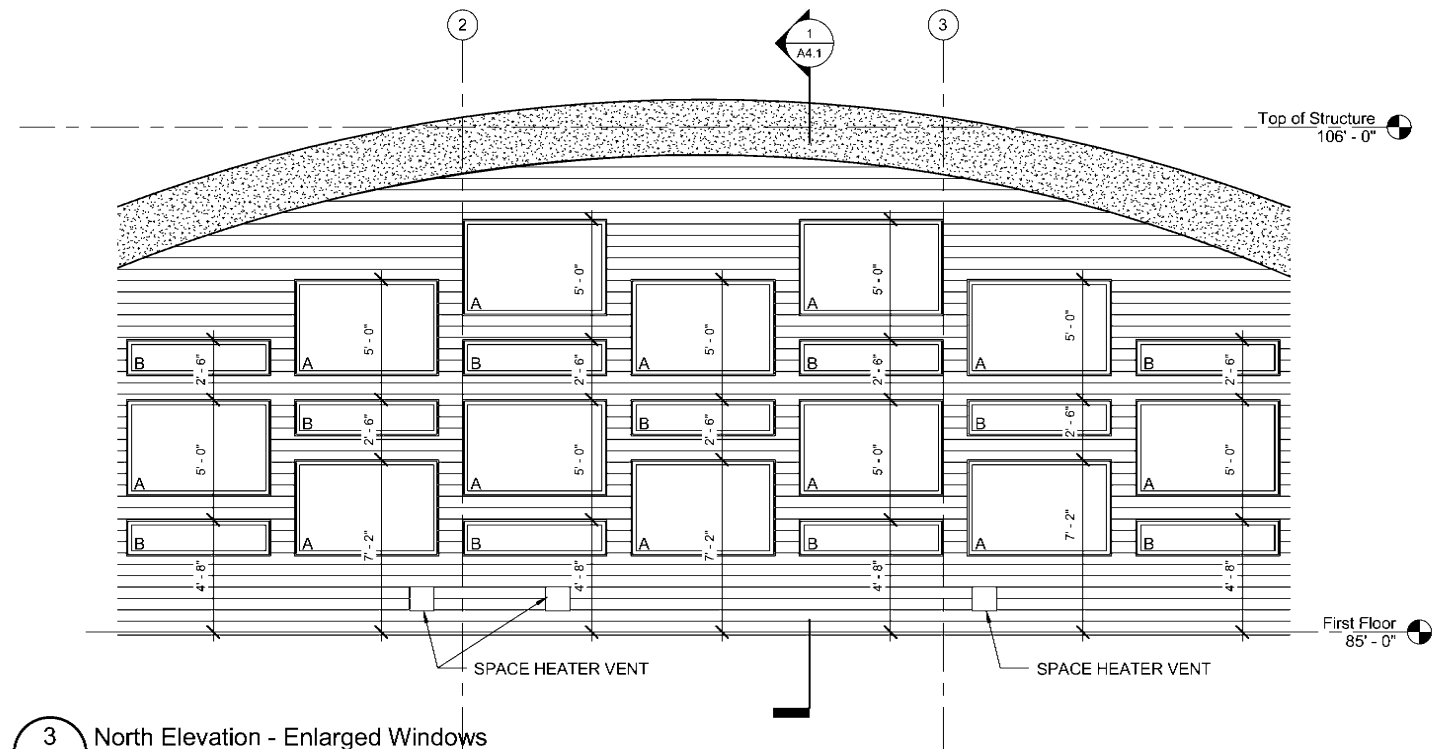 2
1
A4.1
3
Top of Structure
106' - 0"
5' - 0"
5' - 0"
A
A
5' - 0"
5' - 0"
5' - 0"
A
A
A
B
2' - 6"
B
2' - 6"
B
2' - 6"
B
2' - 6"
B
2' - 6"
B
2' - 6"
B
2' - 6"
5' - 0"
5' - 0"
5' - 0"
5' - 0"
A
A
A
A
A
7' - 2"
A
7' - 2"
A
7' - 2"
B
4' - 8"
B
4' - 8"
B
4' - 8"
B
4' - 8"
First Floor
85' - 0"
SPACE HEATER VENT
SPACE HEATER VENT
3
North Elevation - Enlarged Windows